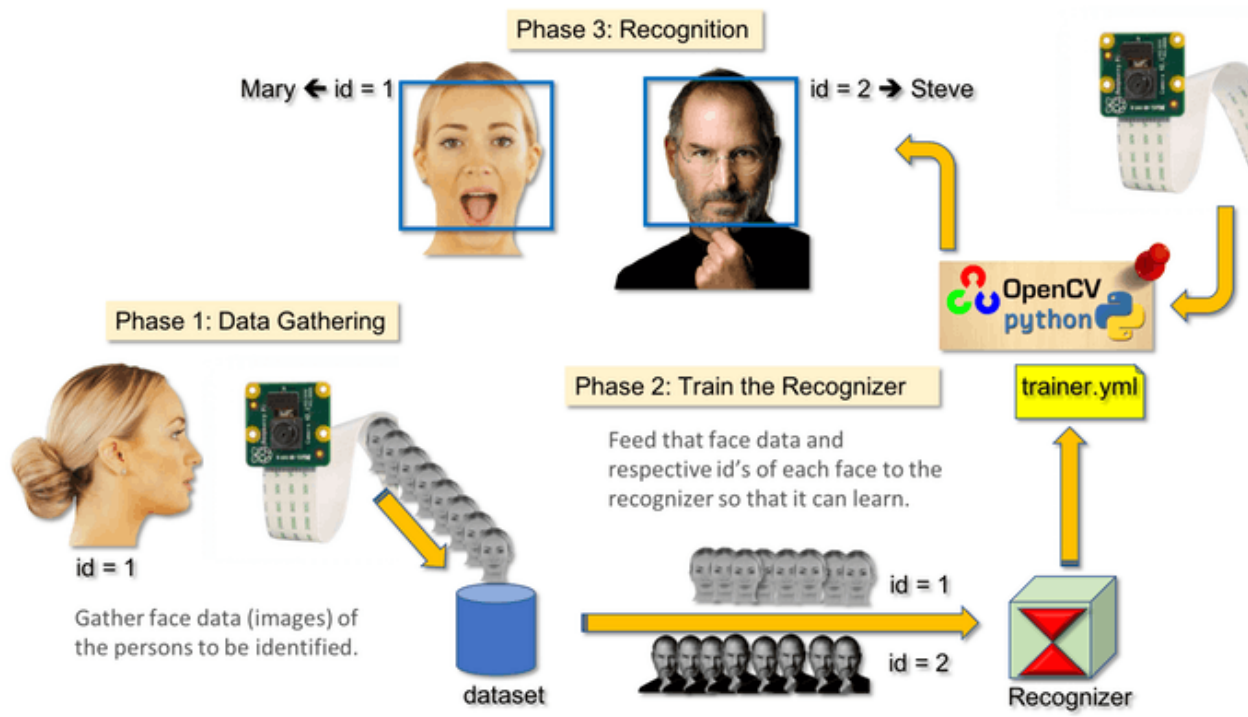 Phase 3: Recognition
Mary ← id = 1
id = 2 → Steve
OpenCV
python
Phase 1: Data Gathering
Phase 2: Train the Recognizer
trainer.yml
Feed that face data and
respective id’s of each face to the
recognizer so that it can learn.
id = 1
Gather face data (images) of
the persons to be identified.
id = 1
id = 2
dataset
Recognizer